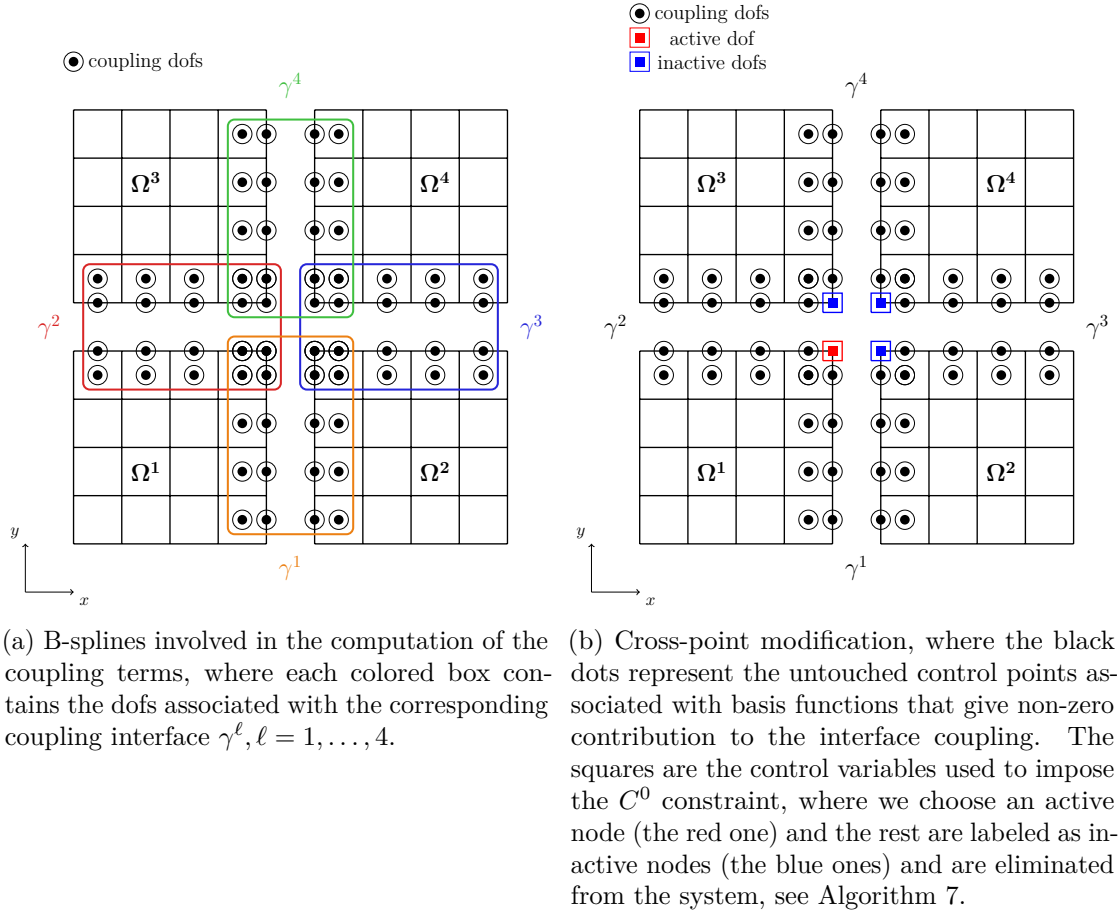 coupling dofs
γ⁴
Ω³
Ω⁴
γ²
γ³
Ω¹
Ω²
y
x
γ¹
(a) B-splines involved in the computation of the
coupling terms, where each colored box con-
tains the dofs associated with the corresponding
coupling interface γ^ℓ, ℓ = 1, . . . , 4.
coupling dofs
active dof
inactive dofs
γ⁴
Ω³
Ω⁴
γ²
γ³
Ω¹
Ω²
y
x
γ¹
(b) Cross-point modification, where the black
dots represent the untouched control points as-
sociated with basis functions that give non-zero
contribution to the interface coupling. The
squares are the control variables used to impose
the C⁰ constraint, where we choose an active
node (the red one) and the rest are labeled as in-
active nodes (the blue ones) and are eliminated
from the system, see Algorithm 7.